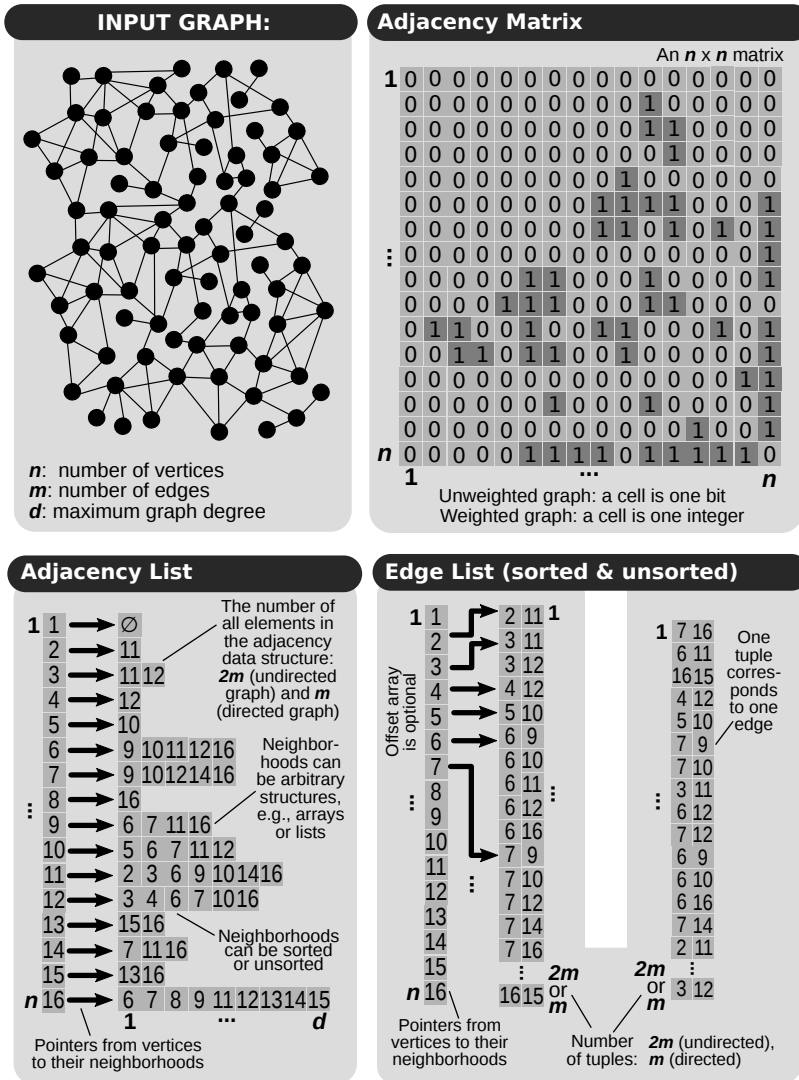 INPUT GRAPH:
n: number of vertices
m: number of edges
d: maximum graph degree
Adjacency Matrix
An n x n matrix
1 0 0 0 0 0 0 0 0 0 0 0 0 0 0 0 0
0 0 0 0 0 0 0 0 0 0 1 0 0 0 0 0
0 0 0 0 0 0 0 0 0 0 1 1 0 0 0 0
0 0 0 0 0 0 0 0 0 0 0 1 0 0 0 0
0 0 0 0 0 0 0 0 0 1 0 0 0 0 0 0
0 0 0 0 0 0 0 0 1 1 1 1 0 0 0 1
0 0 0 0 0 0 0 0 1 1 0 1 0 1 0 1
... 0 0 0 0 0 0 0 0 0 0 0 0 0 0 0 1
0 0 0 0 0 1 1 0 0 0 1 0 0 0 0 1
0 0 0 0 1 1 1 0 0 0 1 1 0 0 0 0
0 1 1 0 0 1 0 0 1 1 0 0 0 1 0 1
0 0 1 1 0 1 1 0 0 1 0 0 0 0 0 1
0 0 0 0 0 0 0 0 0 0 0 0 0 0 1 1
0 0 0 0 0 0 1 0 0 0 1 0 0 0 0 1
0 0 0 0 0 0 0 0 0 0 0 0 1 0 0 1
n 0 0 0 0 0 1 1 1 1 0 1 1 1 1 1 0
1 ... n
Unweighted graph: a cell is one bit
Weighted graph: a cell is one integer
Adjacency List
1 1 ∅
2 11
3 11 12
4 12
5 10
6 9 10 11 12 16
7 9 10 12 14 16
... 8 16
9 6 7 11 16
10 5 6 7 11 12
11 2 3 6 9 10 14 16
12 3 4 6 7 10 16
13 15 16
14 7 11 16
15 13 16
n 16 6 7 8 9 11 12 13 14 15
1 ... d
The number of
all elements in
the adjacency
data structure:
2m (undirected
graph) and m
(directed graph)
Neighbor-
hoods can
be arbitrary
structures,
e.g., arrays
or lists
Neighborhoods
can be sorted
or unsorted
Pointers from vertices
to their neighborhoods
Edge List (sorted & unsorted)
Offset array
is optional
1 1
2
3
4
5
6
7
8
...
9
10
11
12
13
14
15
n 16
2 11 1
3 11
3 12
4 12
5 10
6 9
6 10
6 11
...
6 12
6 16
7 9
7 10
...
7 12
7 14
7 16
...
16 15
2m
or
m
Pointers from
vertices to their
neighborhoods
1 7 16
6 11
16 15
4 12
5 10
7 9
7 10
3 11
...
6 12
7 12
6 9
6 10
6 16
7 14
2 11
...
3 12
2m
or
m
One
tuple
corres-
ponds
to one
edge
Number
of tuples:
2m (undirected),
m (directed)